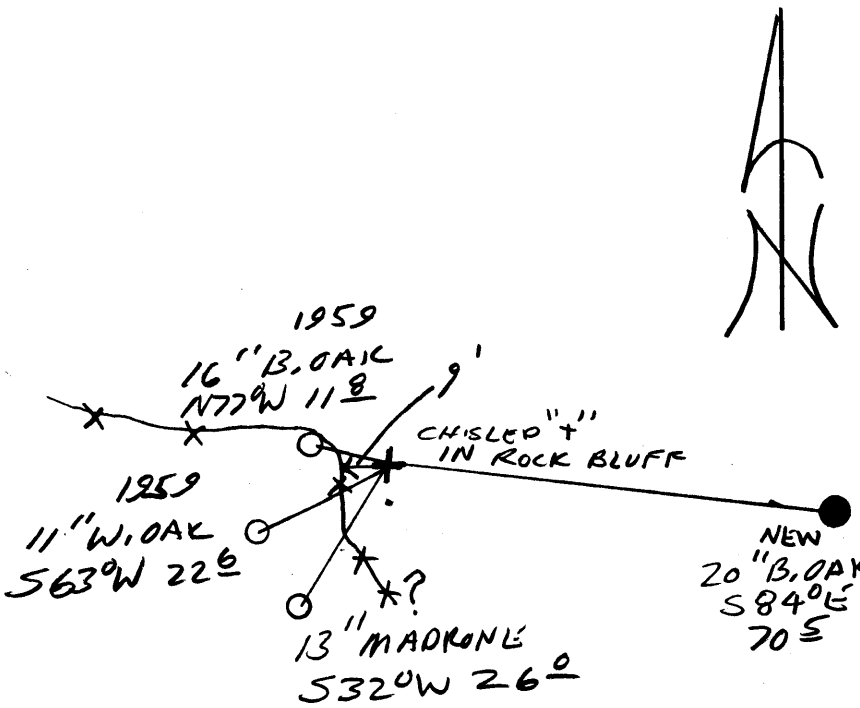 1959
16" B. OAK
N77°W 11 8
9'
CHISLED "+"
IN ROCK BLUFF
1959
11" W. OAK
S63°W 22 6
?
13" MADRONE
S32°W 26 0
NEW
20" B. OAK
S84°E
70 5